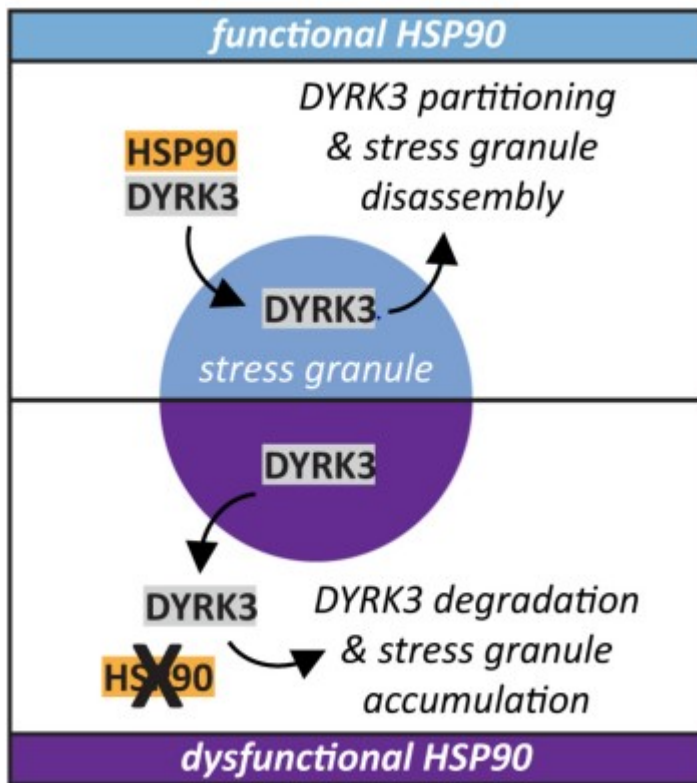 functional HSP90
DYRK3 partitioning
& stress granule
disassembly
HSP90
DYRK3
DYRK3
stress granule
DYRK3
DYRK3
HSP90
DYRK3 degradation
& stress granule
accumulation
dysfunctional HSP90